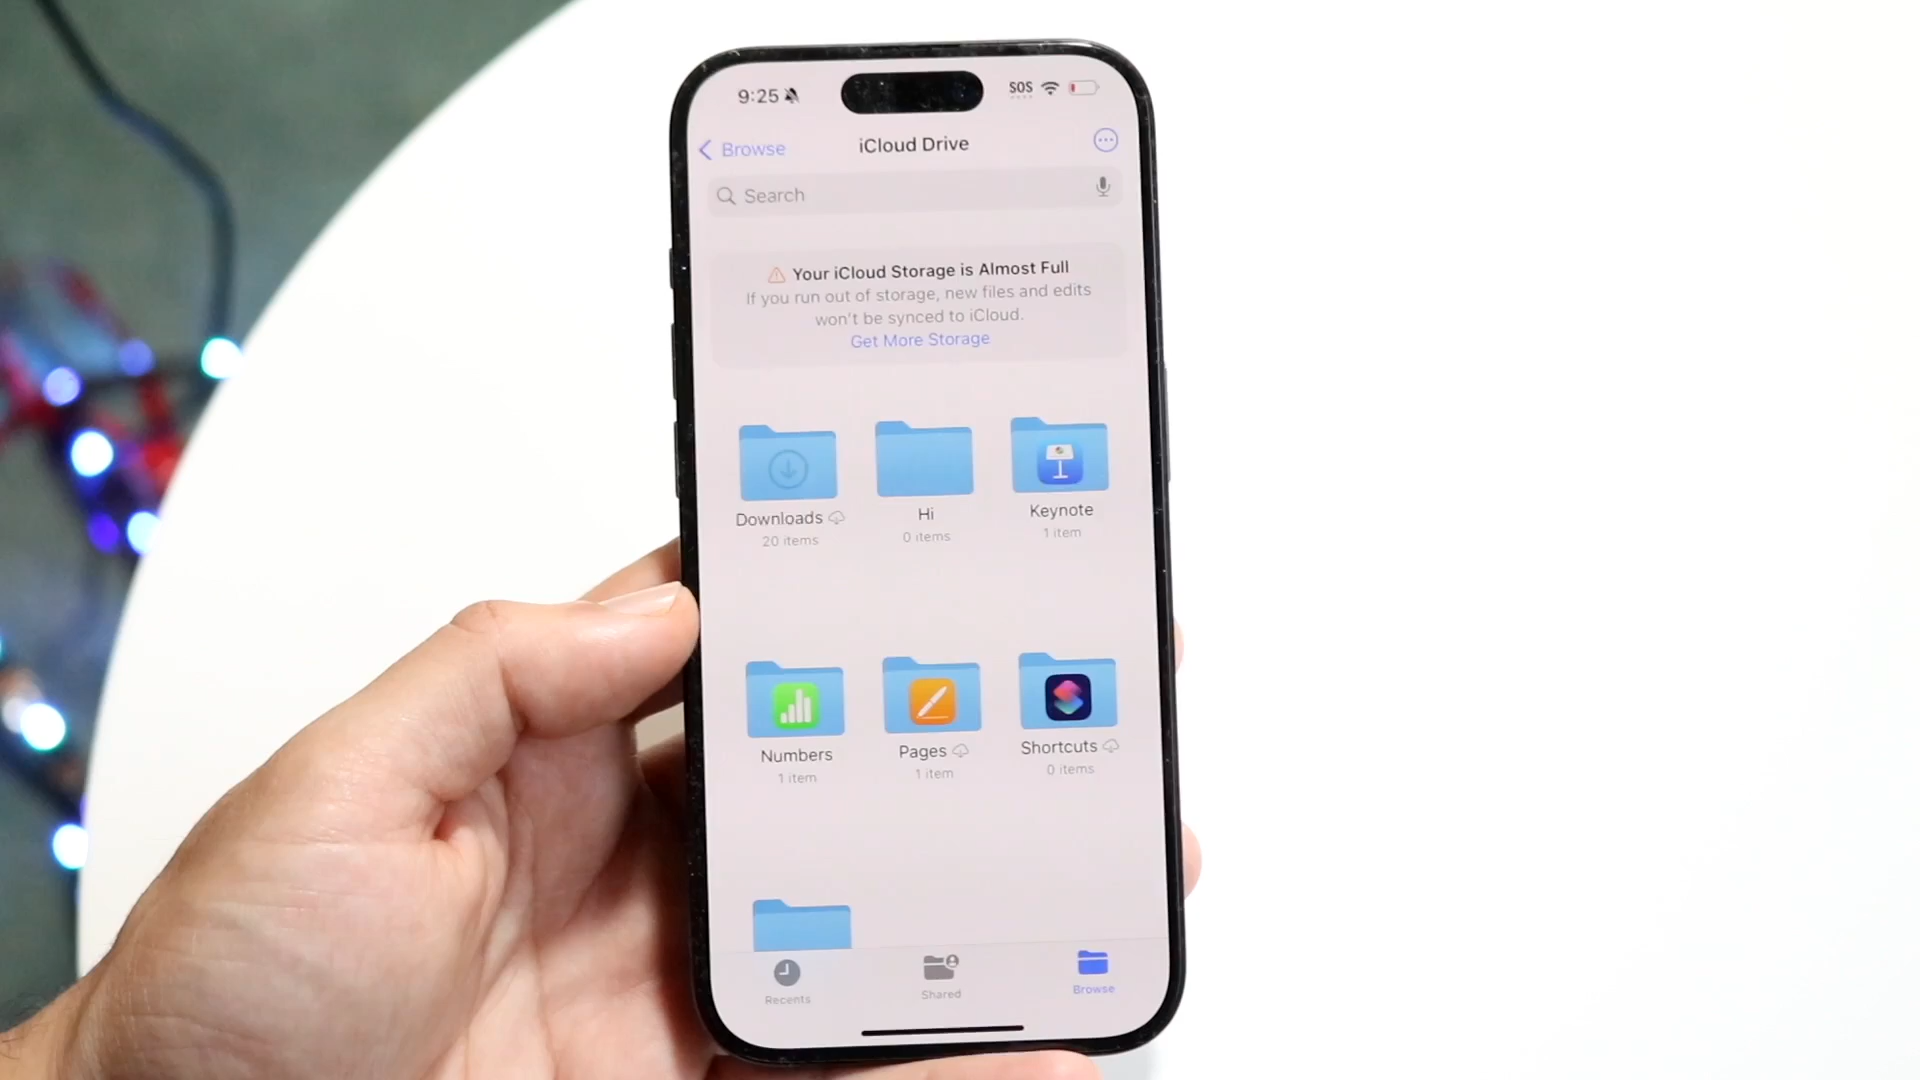 9:25
SOS
Browse
iCloud Drive
Search
Your iCloud Storage is Almost Full
If you run out of storage, new files and edits
won't be synced to iCloud.
Get More Storage
Downloads
20 items
Hi
0 items
Keynote
1 item
Numbers
1 item
Pages
1 item
Shortcuts
0 items
Recents
Shared
Browse